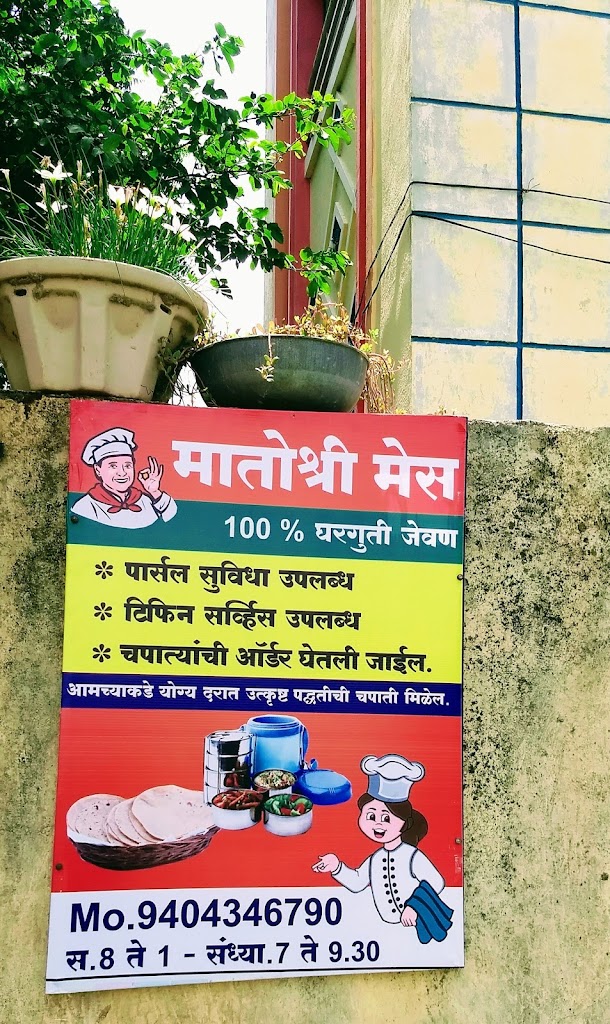 मातोश्री मेस
100 % घरगुती जेवण
* पार्सल सुविधा उपलब्ध
* टिफिन सर्व्हिस उपलब्ध
* चपात्यांची ऑर्डर घेतली जाईल.
आमच्याकडे योग्य दरात उत्कृष्ट पद्धतीची चपाती मिळेल.
Mo.9404346790
स.8 ते 1 - संध्या.7 ते 9.30